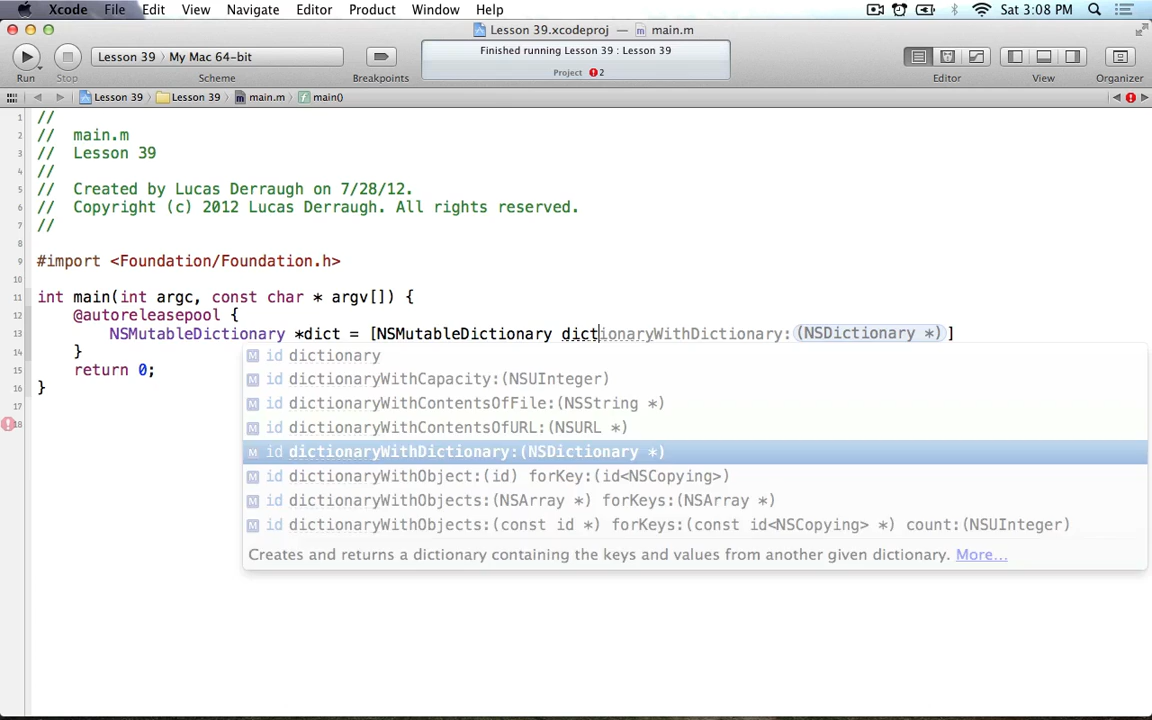 Xcode File Edit View Navigate Editor Product Window Help Sat 3:08 PM
Lesson 39.xcodeproj — main.m
Lesson 39 My Mac 64-bit
Finished running Lesson 39 : Lesson 39
Project 2
Run Stop Scheme Breakpoints Editor View Organizer
Lesson 39 Lesson 39 main.m main()
1 //
2 // main.m
3 // Lesson 39
4 //
5 // Created by Lucas Derraugh on 7/28/12.
6 // Copyright (c) 2012 Lucas Derraugh. All rights reserved.
7 //
8
9 #import <Foundation/Foundation.h>
10
11 int main(int argc, const char * argv[]) {
12 @autoreleasepool {
13 NSMutableDictionary *dict = [NSMutableDictionary dictionaryWithDictionary:(NSDictionary *)]
14 }
15 return 0;
16 }
17
18
M id dictionary
M id dictionaryWithCapacity:(NSUInteger)
M id dictionaryWithContentsOfFile:(NSString *)
M id dictionaryWithContentsOfURL:(NSURL *)
M id dictionaryWithDictionary:(NSDictionary *)
M id dictionaryWithObject:(id) forKey:(id<NSCopying>)
M id dictionaryWithObjects:(NSArray *) forKeys:(NSArray *)
M id dictionaryWithObjects:(const id *) forKeys:(const id<NSCopying> *) count:(NSUInteger)
Creates and returns a dictionary containing the keys and values from another given dictionary. More...